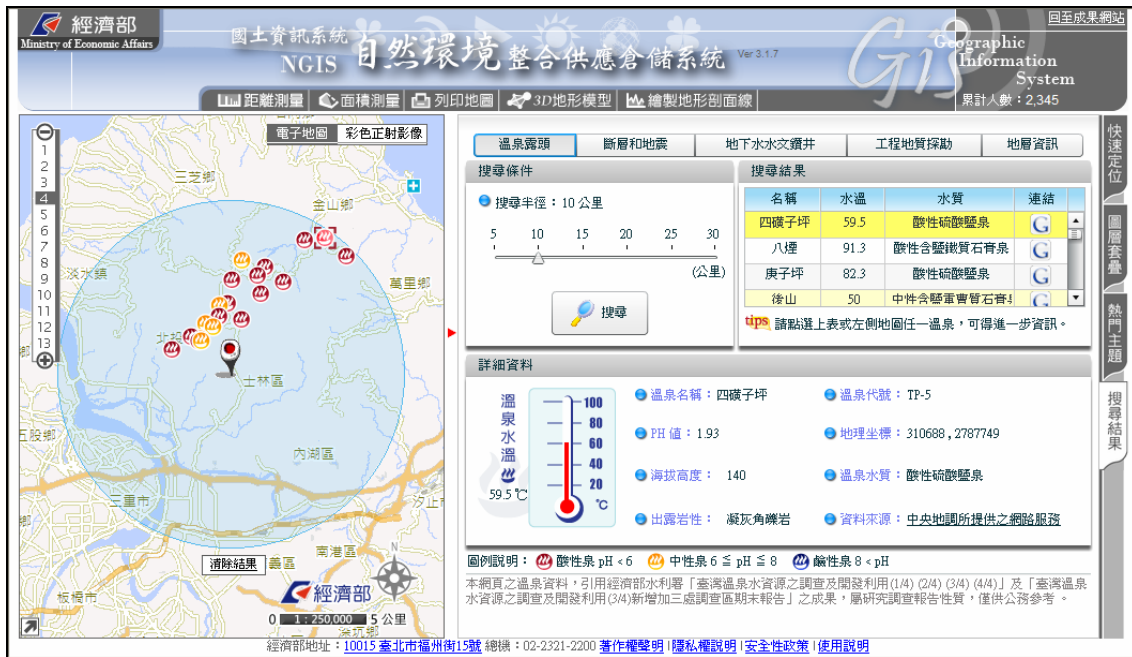 回至成果網站
經濟部
Ministry of Economic Affairs
國土資訊系統
NGIS 自然環境整合供應倉儲系統 Ver 3.1.7
GiS
Geographic
Information
System
累計人數：2,345
距離測量 面積測量 列印地圖 3D地形模型 繪製地形剖面線
電子地圖 彩色正射影像
1
2
3
4
5
6
7
8
9
10
11
12
13
三芝鄉
金山鄉
淡水鎮
萬里鄉
士林區
五股鄉
內湖區
三重市
汐止
南港區
義區
板橋市
深坑鄉
清除結果
N
經濟部
0 1:250,000 5 公里
溫泉露頭 斷層和地震 地下水水文鑽井 工程地質探勘 地層資訊
搜尋條件
搜尋半徑：10 公里
5 10 15 20 25 30
(公里)
搜尋
搜尋結果
名稱 水溫 水質 連結
四磺子坪 59.5 酸性硫酸鹽泉 G
八煙 91.3 酸性含鹽鐵質石膏泉 G
庚子坪 82.3 酸性硫酸鹽泉 G
後山 50 G
tips 請點選上表或左側地圖任一溫泉，可得進一步資訊。
詳細資料
溫泉水溫
59.5 ℃
100
80
60
40
20
℃
溫泉名稱：四磺子坪 溫泉代號：TP-5
PH 值：1.93 地理坐標：310688 , 2787749
海拔高度： 140 溫泉水質：酸性硫酸鹽泉
出露岩性： 凝灰角礫岩 資料來源：中央地調所提供之網路服務
圖例說明： 酸性泉 pH < 6 中性泉 6 ≦ pH ≦ 8 鹼性泉 8 < pH
本網頁之溫泉資料，引用經濟部水利署「臺灣溫泉水資源之調查及開發利用(1/4) (2/4) (3/4) (4/4)」及「臺灣溫泉
水資源之調查及開發利用(3/4)新增加三處調查區期末報告」之成果，屬研究調查報告性質，僅供公務參考。
快速定位
圖層套疊
熱門主題
搜尋結果
經濟部地址：10015 臺北市福州街15號 總機：02-2321-2200 著作權聲明 | 隱私權說明 | 安全性政策 | 使用說明